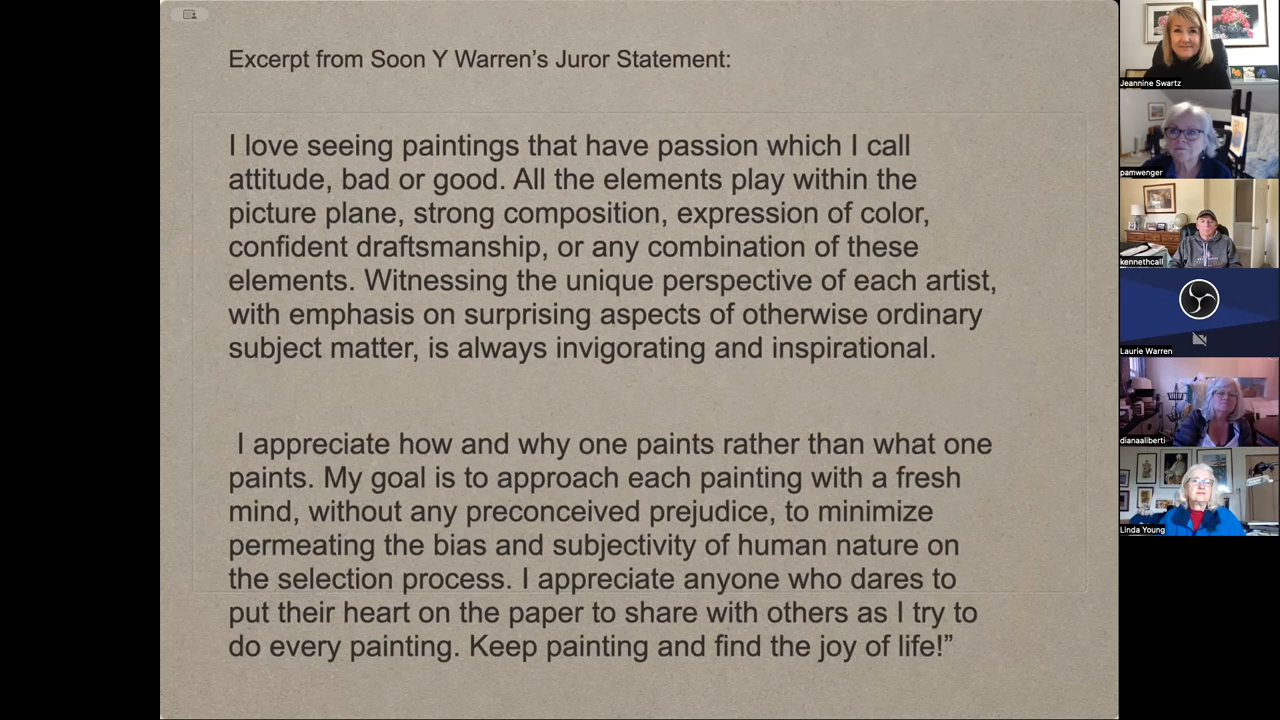 Excerpt from Soon Y Warren’s Juror Statement:
I love seeing paintings that have passion which I call
attitude, bad or good. All the elements play within the
picture plane, strong composition, expression of color,
confident draftsmanship, or any combination of these
elements. Witnessing the unique perspective of each artist,
with emphasis on surprising aspects of otherwise ordinary
subject matter, is always invigorating and inspirational.
I appreciate how and why one paints rather than what one
paints. My goal is to approach each painting with a fresh
mind, without any preconceived prejudice, to minimize
permeating the bias and subjectivity of human nature on
the selection process. I appreciate anyone who dares to
put their heart on the paper to share with others as I try to
do every painting. Keep painting and find the joy of life!”
Jeannine Swartz
pamwenger
kennethcall
Laurie Warren
dianaaliberti
Linda Young